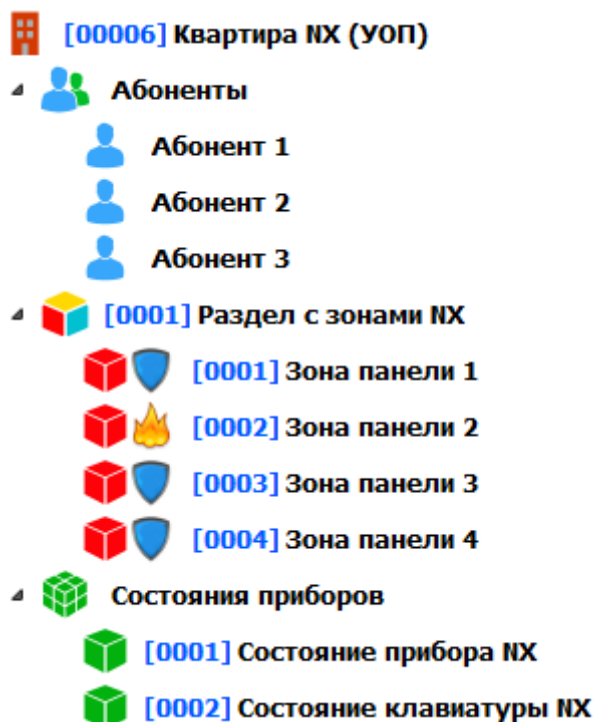 [00006] Квартира NX (УОП)
Абоненты
Абонент 1
Абонент 2
Абонент 3
[0001] Раздел с зонами NX
[0001] Зона панели 1
[0002] Зона панели 2
[0003] Зона панели 3
[0004] Зона панели 4
Состояния приборов
[0001] Состояние прибора NX
[0002] Состояние клавиатуры NX